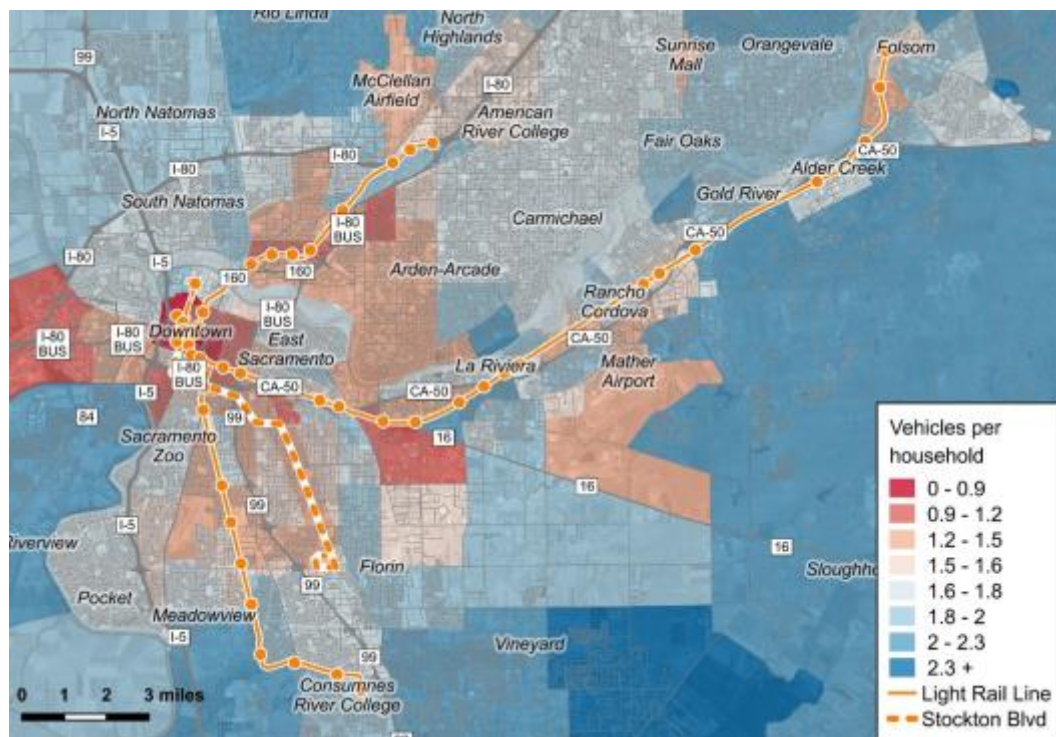 Rio Linda
North
Highlands
Sunrise
Mall
Orangevale
Folsom
99
McClellan
Airfield
I-80
North Natomas
American
River College
I-5
I-80
Fair Oaks
CA-50
I-80
Alder Creek
South Natomas
Gold River
I-80
BUS
Carmichael
I-80
I-5
CA-50
160
160
Arden-Arcade
Rancho
Cordova
I-80
BUS
Downtown
I-80
BUS
I-80
BUS
East
Sacramento
CA-50
La Riviera
Mather
Airport
I-80
BUS
I-5
CA-50
CA-50
84
99
Sacramento
Zoo
16
99
16
I-5
Riverview
16
Florin
Sloughh
99
Pocket
Meadowview
I-5
Vineyard
99
Consumnes
River College
0 1 2 3 miles
Vehicles per
household
0 - 0.9
0.9 - 1.2
1.2 - 1.5
1.5 - 1.6
1.6 - 1.8
1.8 - 2
2 - 2.3
2.3 +
Light Rail Line
Stockton Blvd